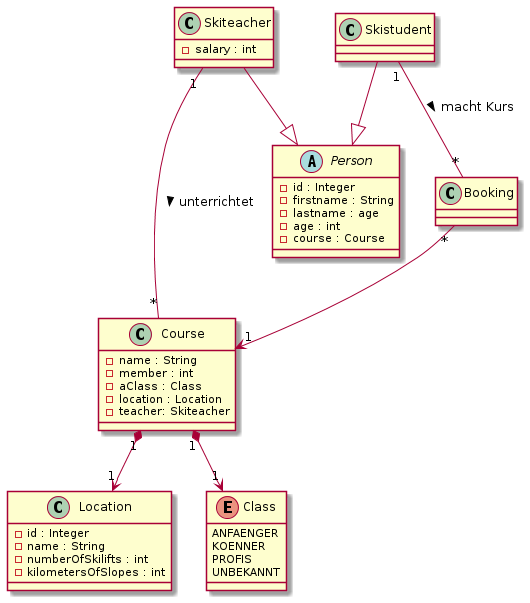 C Skiteacher
salary : int
C Skistudent
1
1
macht Kurs
A Person
id : Integer
firstname : String
lastname : age
age : int
course : Course
unterrichtet
*
C Booking
*
*
1
C Course
name : String
member : int
aClass : Class
location : Location
teacher: Skiteacher
1
1
1
1
C Location
id : Integer
name : String
numberOfSkilifts : int
kilometersOfSlopes : int
E Class
ANFAENGER
KOENNER
PROFIS
UNBEKANNT